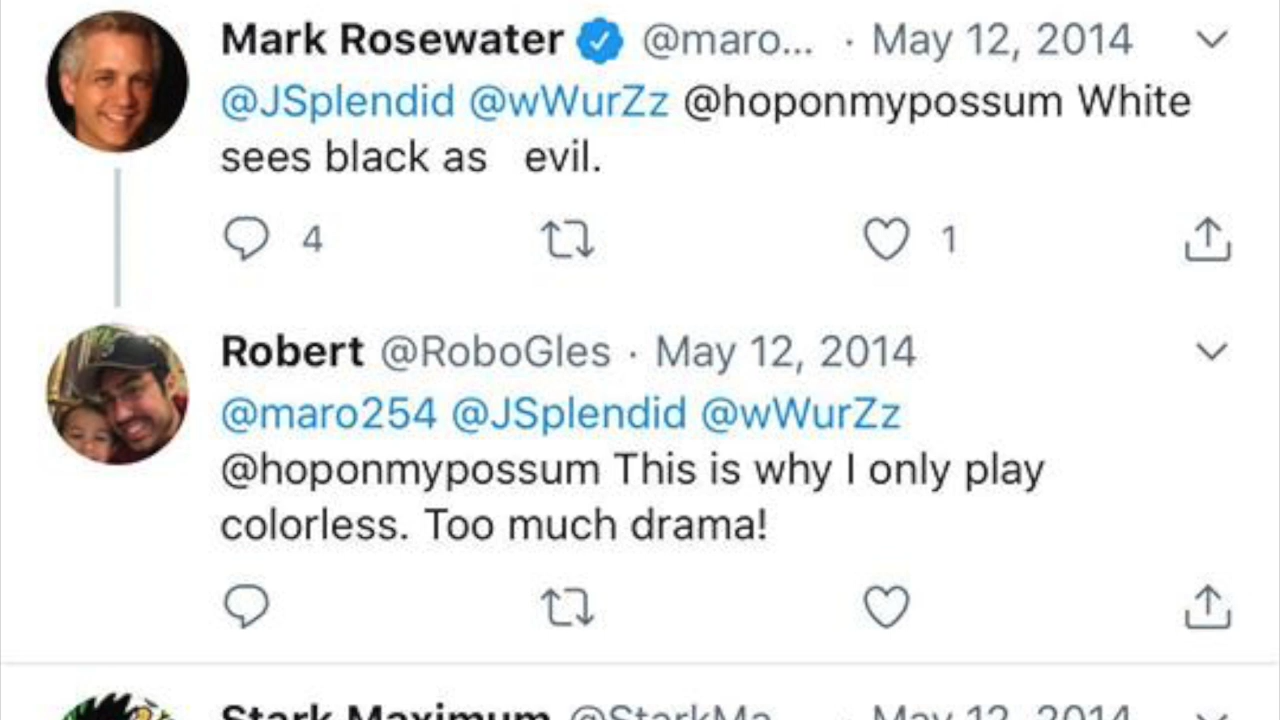 Mark Rosewater @maro... · May 12, 2014
@JSplendid @wWurZz @hoponmypossum White
sees black as evil.
4 1
Robert @RoboGles · May 12, 2014
@maro254 @JSplendid @wWurZz
@hoponmypossum This is why I only play
colorless. Too much drama!
Stark Maximum @StarkMa... · May 12, 2014